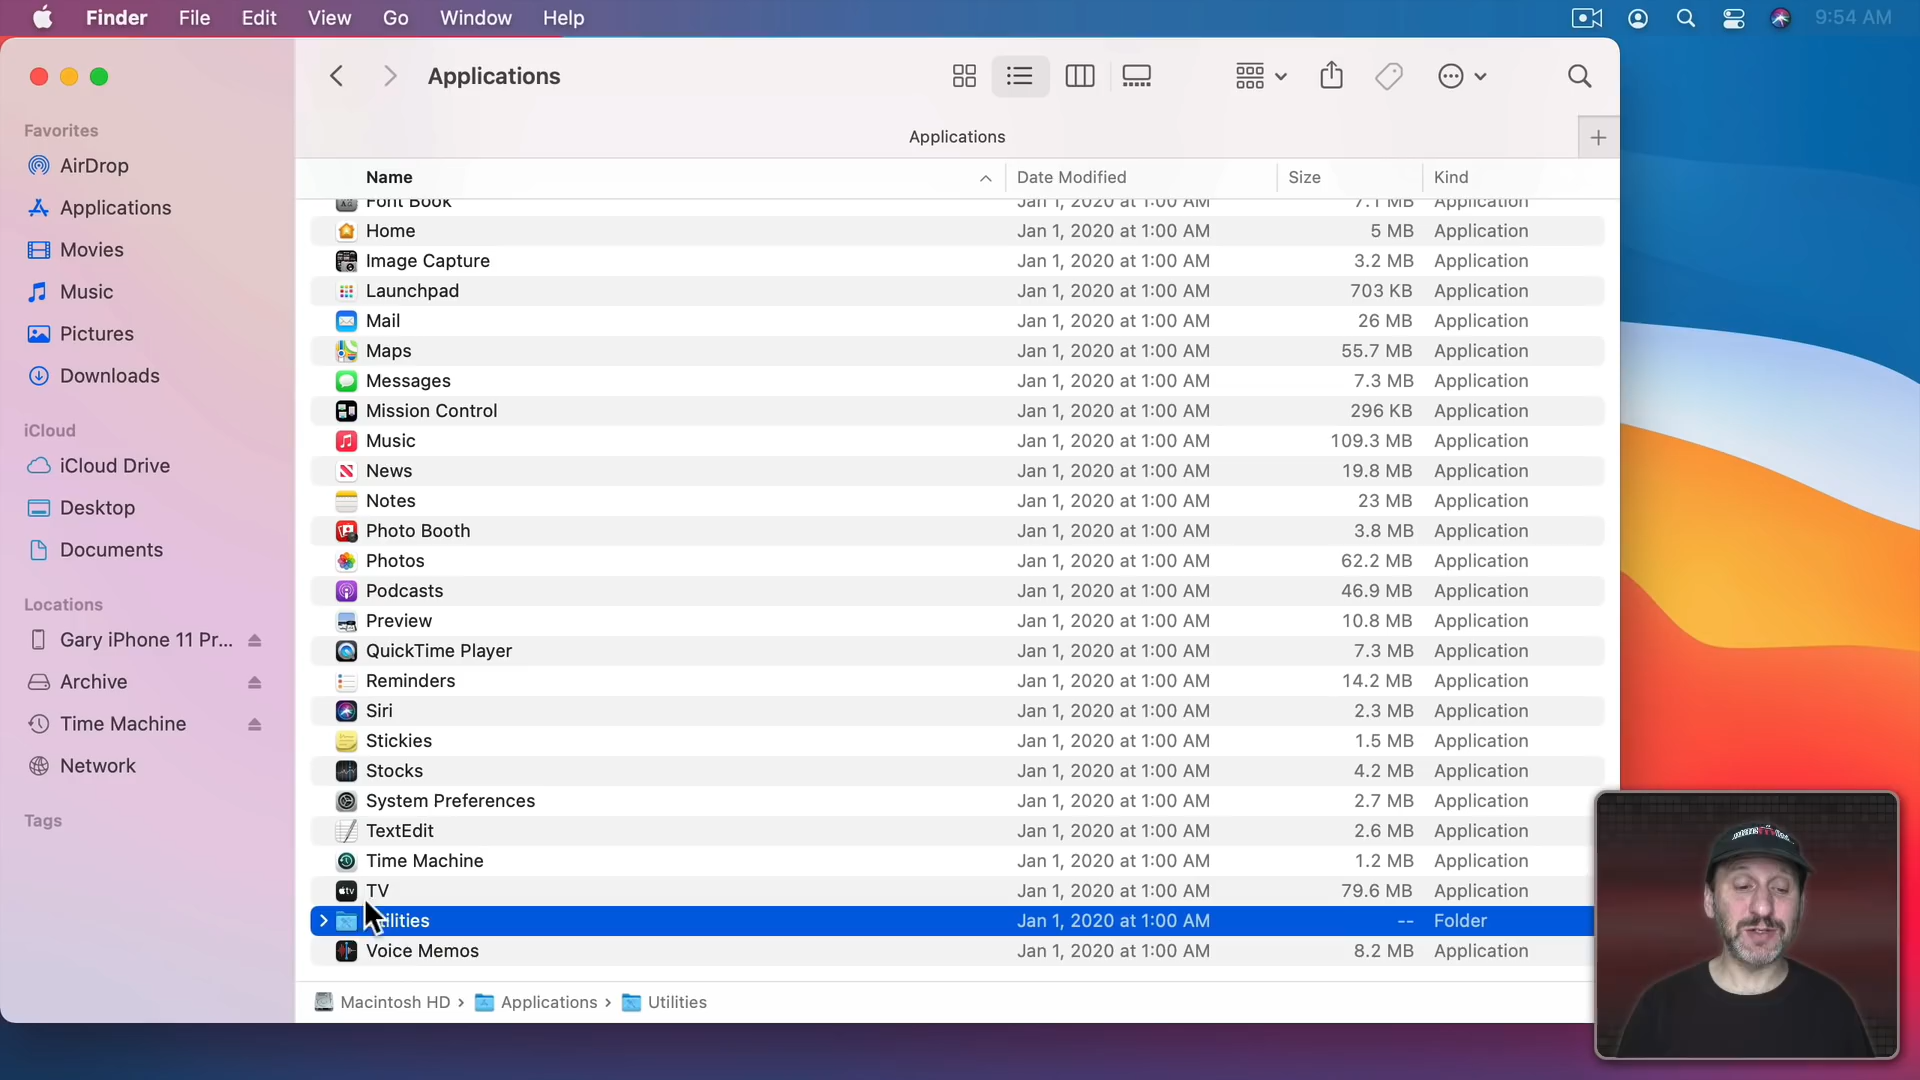 Finder File Edit View Go Window Help 9:54 AM
Applications
Applications
Favorites
AirDrop
Applications
Movies
Music
Pictures
Downloads
iCloud
iCloud Drive
Desktop
Documents
Locations
Gary iPhone 11 Pr...
Archive
Time Machine
Network
Tags
Name Date Modified Size Kind
Font Book Jan 1, 2020 at 1:00 AM 7.1 MB Application
Home Jan 1, 2020 at 1:00 AM 5 MB Application
Image Capture Jan 1, 2020 at 1:00 AM 3.2 MB Application
Launchpad Jan 1, 2020 at 1:00 AM 703 KB Application
Mail Jan 1, 2020 at 1:00 AM 26 MB Application
Maps Jan 1, 2020 at 1:00 AM 55.7 MB Application
Messages Jan 1, 2020 at 1:00 AM 7.3 MB Application
Mission Control Jan 1, 2020 at 1:00 AM 296 KB Application
Music Jan 1, 2020 at 1:00 AM 109.3 MB Application
News Jan 1, 2020 at 1:00 AM 19.8 MB Application
Notes Jan 1, 2020 at 1:00 AM 23 MB Application
Photo Booth Jan 1, 2020 at 1:00 AM 3.8 MB Application
Photos Jan 1, 2020 at 1:00 AM 62.2 MB Application
Podcasts Jan 1, 2020 at 1:00 AM 46.9 MB Application
Preview Jan 1, 2020 at 1:00 AM 10.8 MB Application
QuickTime Player Jan 1, 2020 at 1:00 AM 7.3 MB Application
Reminders Jan 1, 2020 at 1:00 AM 14.2 MB Application
Siri Jan 1, 2020 at 1:00 AM 2.3 MB Application
Stickies Jan 1, 2020 at 1:00 AM 1.5 MB Application
Stocks Jan 1, 2020 at 1:00 AM 4.2 MB Application
System Preferences Jan 1, 2020 at 1:00 AM 2.7 MB Application
TextEdit Jan 1, 2020 at 1:00 AM 2.6 MB Application
Time Machine Jan 1, 2020 at 1:00 AM 1.2 MB Application
TV Jan 1, 2020 at 1:00 AM 79.6 MB Application
Utilities Jan 1, 2020 at 1:00 AM -- Folder
Voice Memos Jan 1, 2020 at 1:00 AM 8.2 MB Application
Macintosh HD › Applications › Utilities